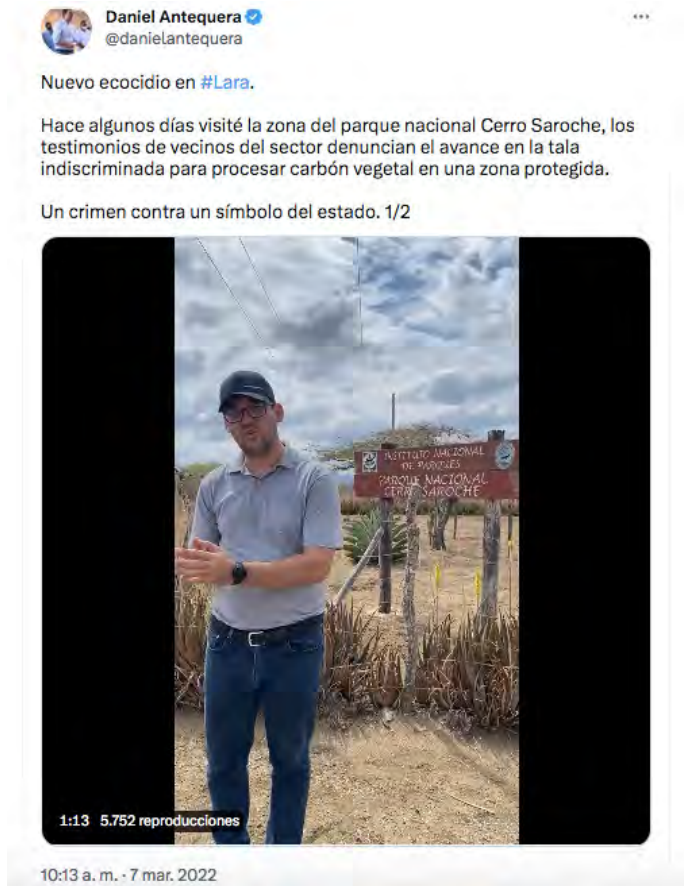 Daniel Antequera
@danielantequera
Nuevo ecocidio en #Lara.
Hace algunos días visité la zona del parque nacional Cerro Saroche, los
testimonios de vecinos del sector denuncian el avance en la tala
indiscriminada para procesar carbón vegetal en una zona protegida.
Un crimen contra un símbolo del estado. 1/2
INSTITUTO NACIONAL
DE PARQUES
PARQUE NACIONAL
CERRO SAROCHE
1:13 5.752 reproducciones
10:13 a. m. · 7 mar. 2022